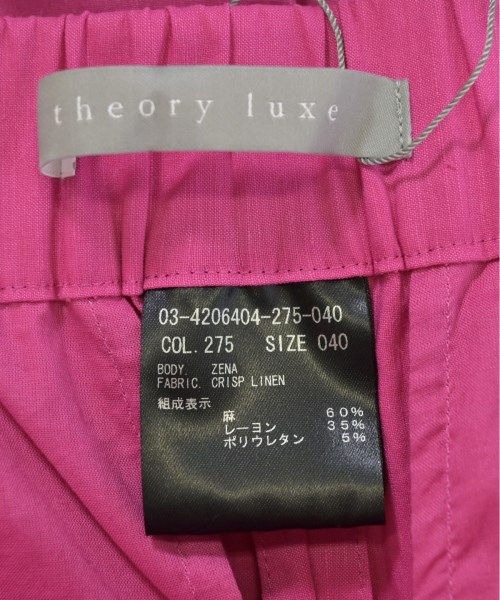 theory luxe
03-4206404-275-040
COL. 275 SIZE 040
BODY. ZENA
FABRIC. CRISP LINEN
組成表示
麻 60%
レーヨン 35%
ポリウレタン 5%